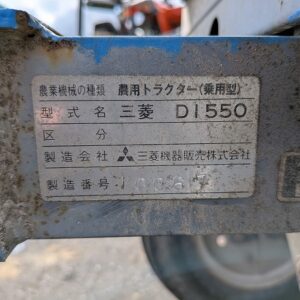 農業機械の種類 農用トラクター(乗用型)
型式名 三菱 D1550
区分
製造会社 三菱機器販売株式会社
製造番号